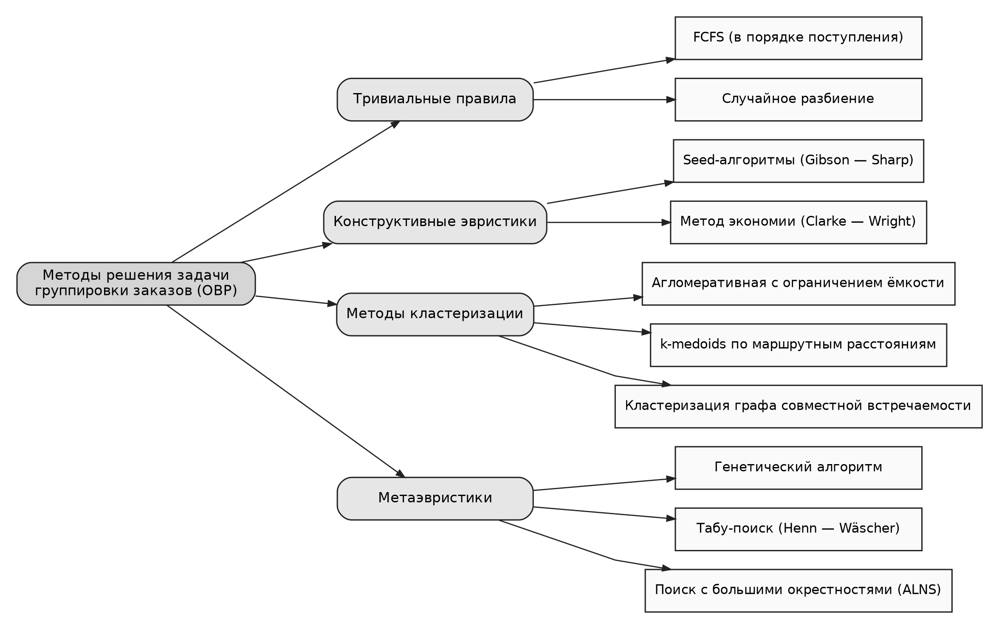 Методы решения задачи
группировки заказов (OBP)
Тривиальные правила
FCFS (в порядке поступления)
Случайное разбиение
Конструктивные эвристики
Seed-алгоритмы (Gibson — Sharp)
Метод экономии (Clarke — Wright)
Методы кластеризации
Агломеративная с ограничением ёмкости
k-medoids по маршрутным расстояниям
Кластеризация графа совместной встречаемости
Метаэвристики
Генетический алгоритм
Табу-поиск (Henn — Wäscher)
Поиск с большими окрестностями (ALNS)